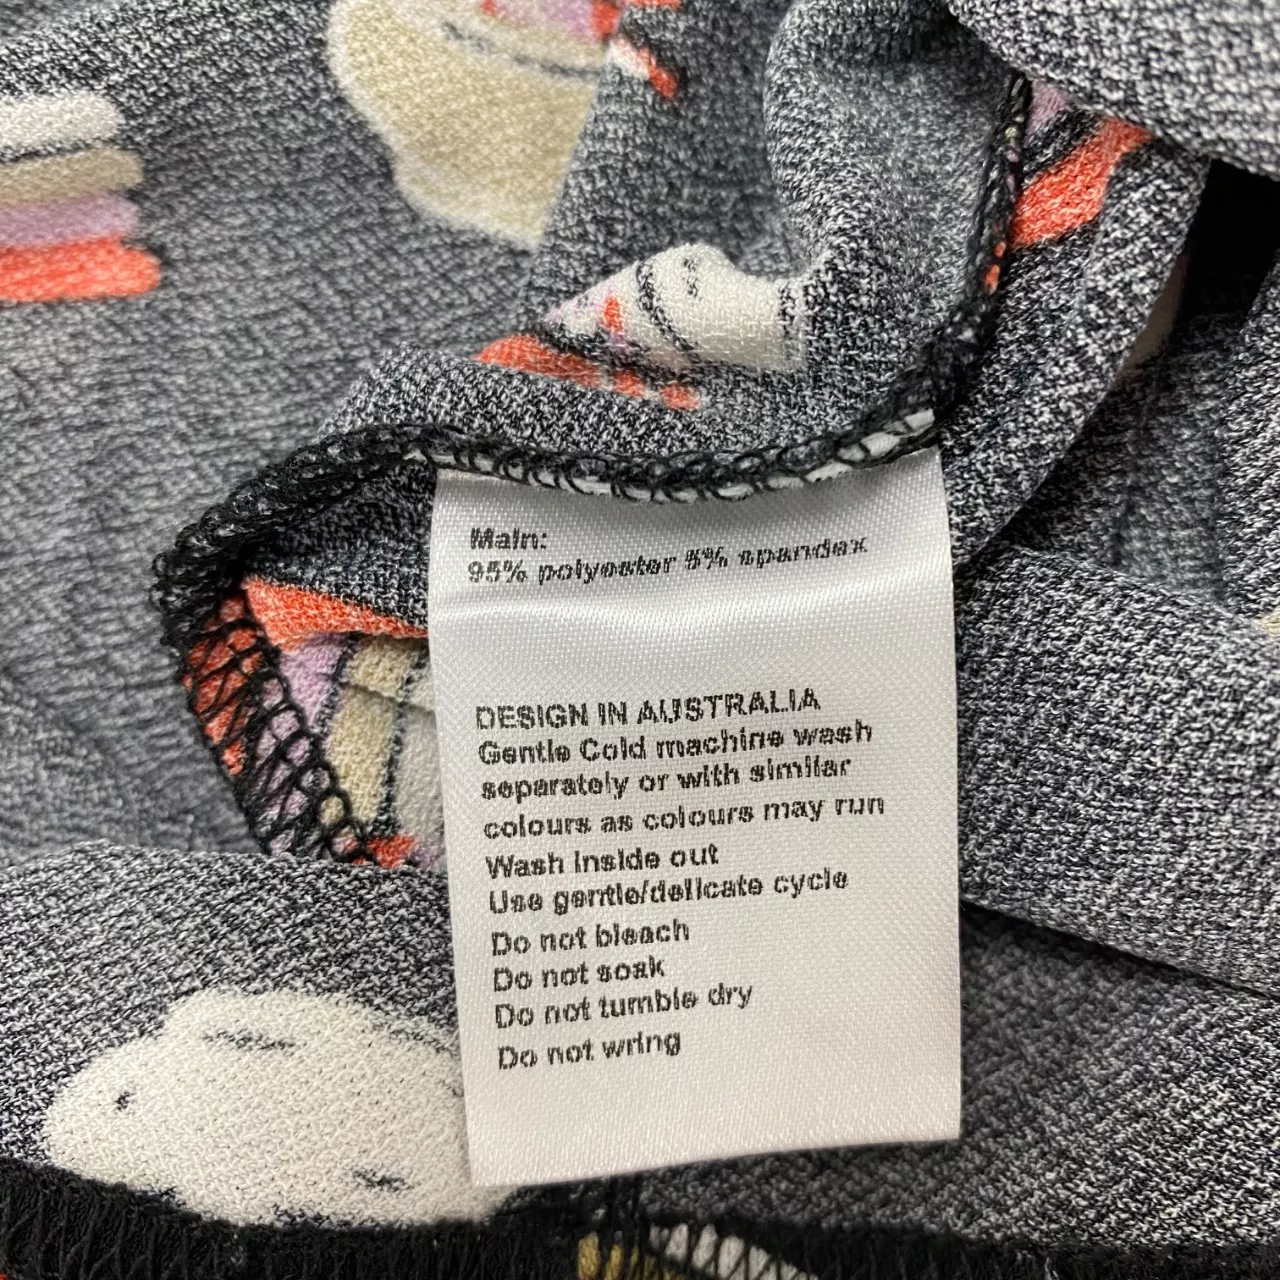 Main:
95% polyester 5% spandex
DESIGN IN AUSTRALIA
Gentle Cold machine wash
separately or with similar
colours as colours may run
Wash inside out
Use gentle/delicate cycle
Do not bleach
Do not soak
Do not tumble dry
Do not wring